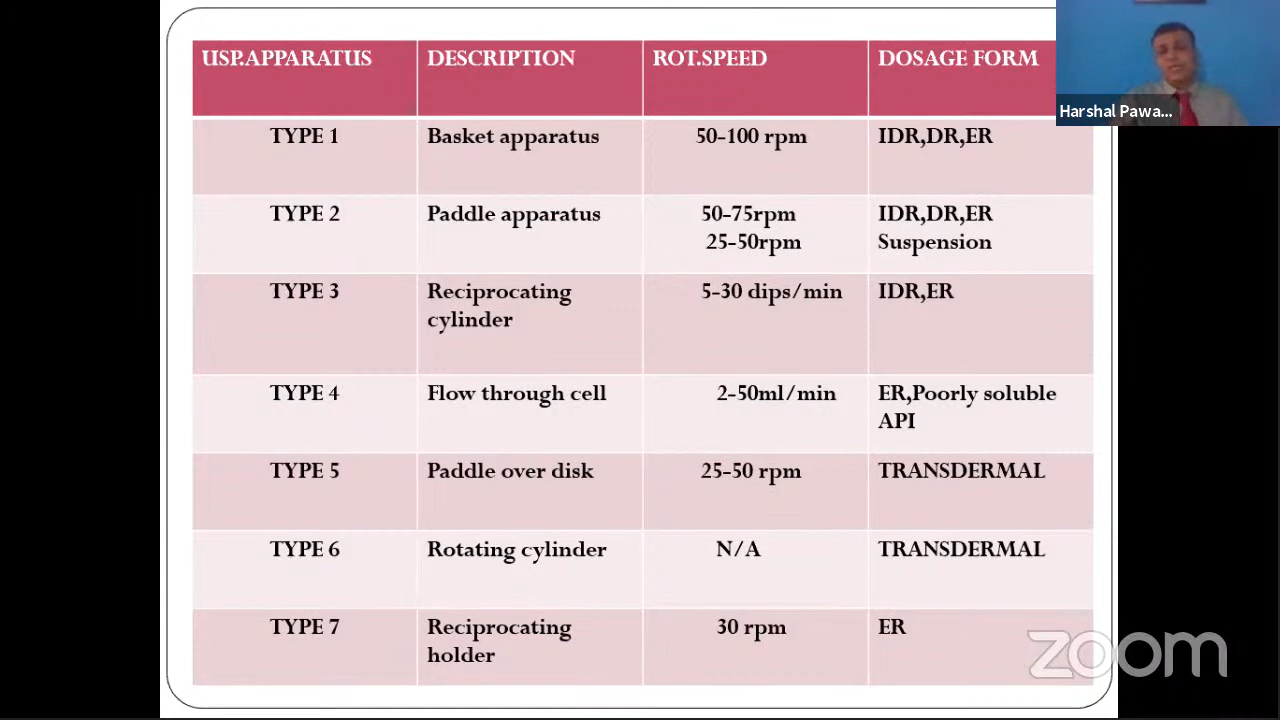 USP.APPARATUS DESCRIPTION ROT.SPEED DOSAGE FORM
Harshal Pawa...
TYPE 1 Basket apparatus 50-100 rpm IDR,DR,ER
TYPE 2 Paddle apparatus 50-75rpm IDR,DR,ER
25-50rpm Suspension
TYPE 3 Reciprocating 5-30 dips/min IDR,ER
cylinder
TYPE 4 Flow through cell 2-50ml/min ER,Poorly soluble
API
TYPE 5 Paddle over disk 25-50 rpm TRANSDERMAL
TYPE 6 Rotating cylinder N/A TRANSDERMAL
TYPE 7 Reciprocating 30 rpm ER
holder
zoom